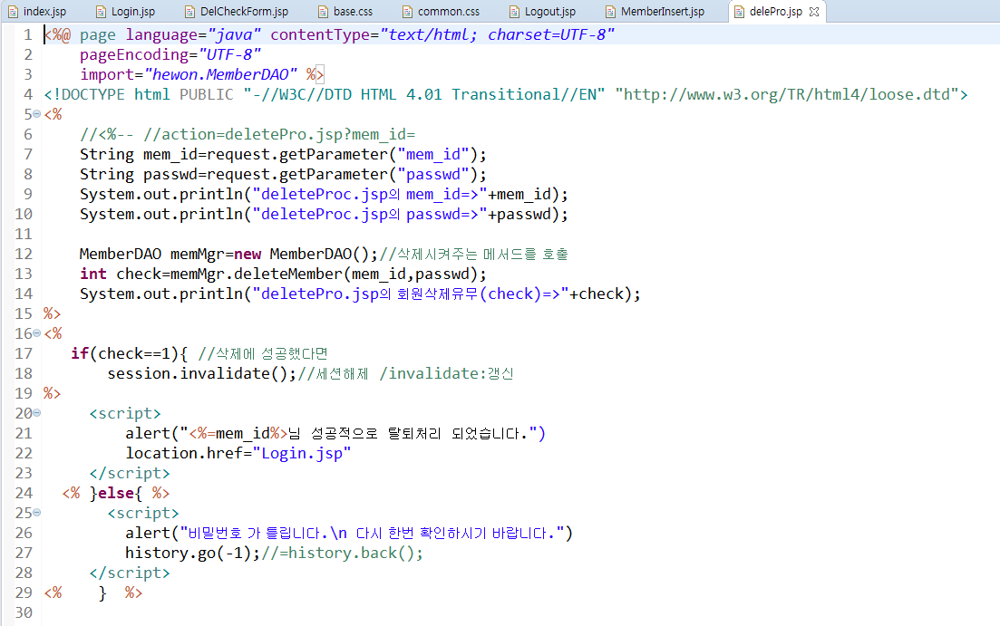 index.jsp Login.jsp DelCheckForm.jsp base.css common.css Logout.jsp MemberInsert.jsp delePro.jsp
1 <%@ page language="java" contentType="text/html; charset=UTF-8"
2 pageEncoding="UTF-8"
3 import="hewon.MemberDAO" %>
4 <!DOCTYPE html PUBLIC "-//W3C//DTD HTML 4.01 Transitional//EN" "http://www.w3.org/TR/html4/loose.dtd">
5 <%
6 //<%-- //action=deletePro.jsp?mem_id=
7 String mem_id=request.getParameter("mem_id");
8 String passwd=request.getParameter("passwd");
9 System.out.println("deleteProc.jsp의 mem_id=>"+mem_id);
10 System.out.println("deleteProc.jsp의 passwd=>"+passwd);
11
12 MemberDAO memMgr=new MemberDAO();//삭제시켜주는 메서드를 호출
13 int check=memMgr.deleteMember(mem_id,passwd);
14 System.out.println("deletePro.jsp의 회원삭제유무(check)=>"+check);
15 %>
16 <%
17 if(check==1){ //삭제에 성공했다면
18 session.invalidate();//세션해제 /invalidate:갱신
19 %>
20 <script>
21 alert("<%=mem_id%>님 성공적으로 탈퇴처리 되었습니다.")
22 location.href="Login.jsp"
23 </script>
24 <% }else{ %>
25 <script>
26 alert("비밀번호 가 틀립니다.\n 다시 한번 확인하시기 바랍니다.")
27 history.go(-1);//=history.back();
28 </script>
29 <% } %>
30